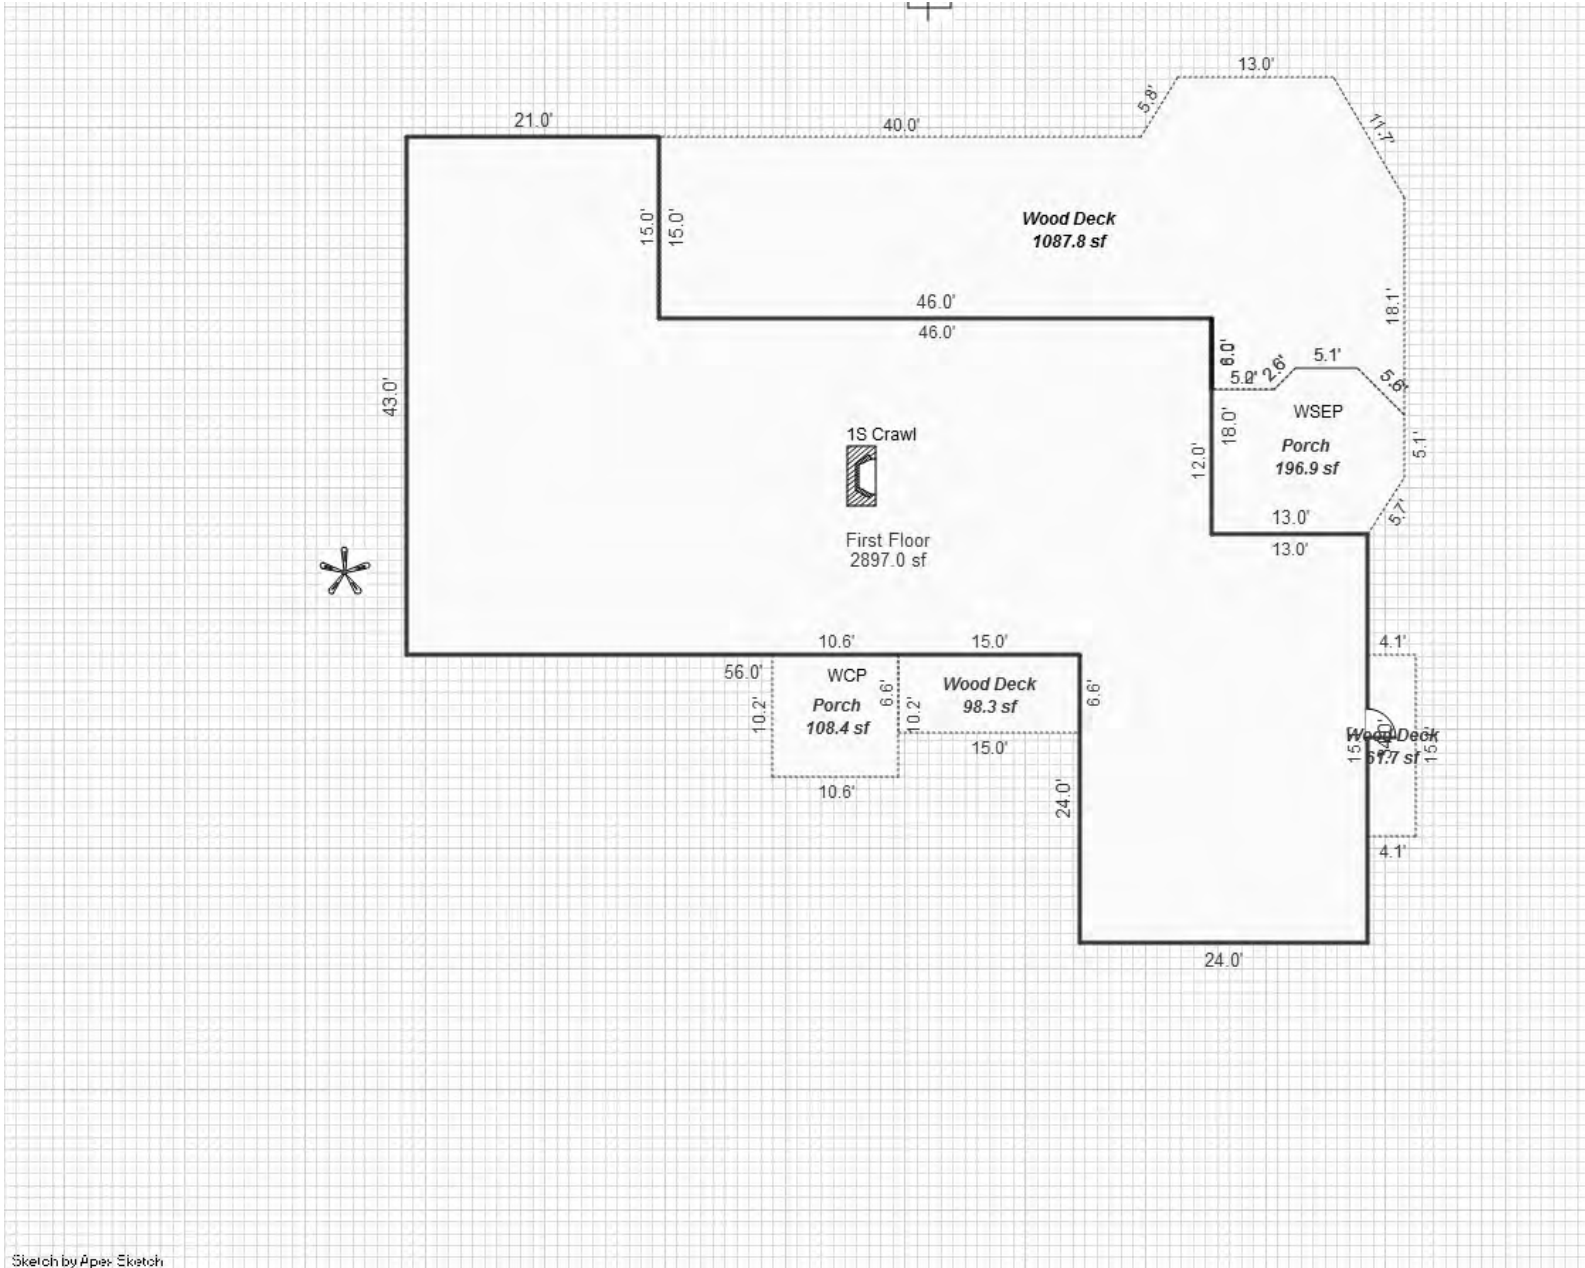 13.0'
5.8'
21.0'
40.0'
11.7'
15.0'
15.0'
Wood Deck
1087.8 sf
46.0'
46.0'
18.1'
6.0'
5.1'
2.6'
5.6'
43.0'
WSEP
18.0'
Porch
196.9 sf
5.1'
12.0'
1S Crawl
13.0'
5.7'
13.0'
First Floor
2897.0 sf
10.6'
15.0'
4.1'
56.0'
WCP
6.6'
Wood Deck
98.3 sf
6.6'
10.2'
Porch
108.4 sf
10.2'
Wood Deck
61.7 sf
15.0'
10.6'
24.0'
4.1'
24.0'
Sketch by Apex Sketch